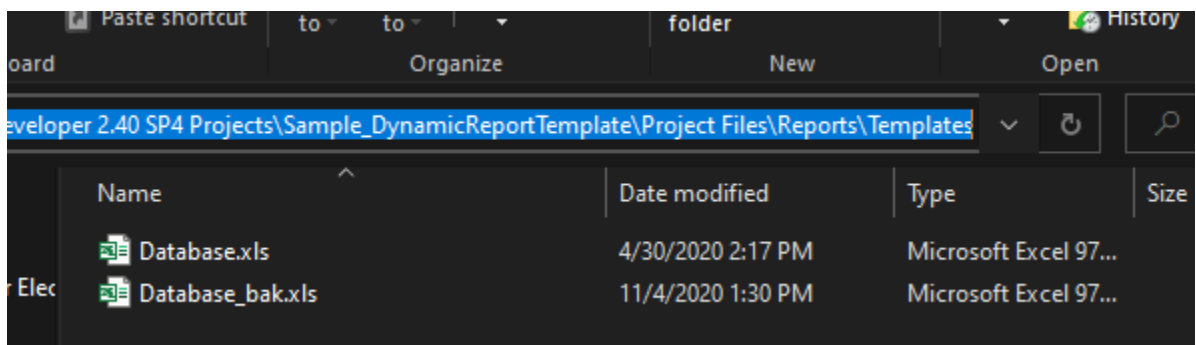 Paste shortcut
to to folder History
oard Organize New Open
eveloper 2.40 SP4 Projects\Sample_DynamicReportTemplate\Project Files\Reports\Templates
Name Date modified Type Size
Database.xls 4/30/2020 2:17 PM Microsoft Excel 97...
r Elec Database_bak.xls 11/4/2020 1:30 PM Microsoft Excel 97...